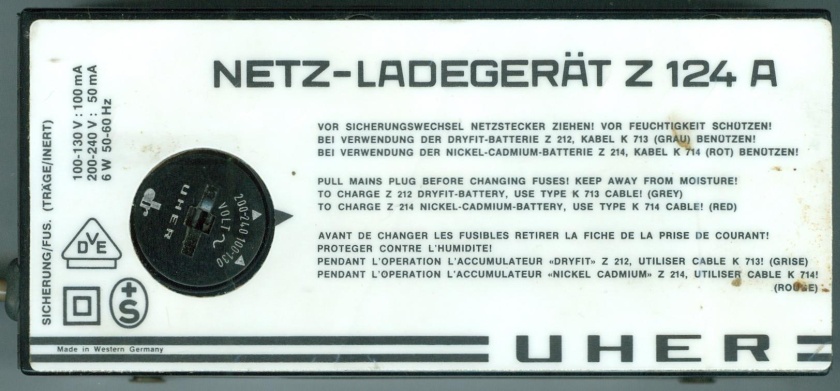 NETZ-LADEGERÄT Z 124 A
SICHERUNG/FUS. (TRÄGE/INERT)
100-130 V : 100 mA
200-240 V : 50 mA
6 W 50-60 Hz
VOR SICHERUNGSWECHSEL NETZSTECKER ZIEHEN! VOR FEUCHTIGKEIT SCHÜTZEN!
BEI VERWENDUNG DER DRYFIT-BATTERIE Z 212, KABEL K 713 (GRAU) BENÜTZEN!
BEI VERWENDUNG DER NICKEL-CADMIUM-BATTERIE Z 214, KABEL K 714 (ROT) BENÜTZEN!
PULL MAINS PLUG BEFORE CHANGING FUSES! KEEP AWAY FROM MOISTURE!
TO CHARGE Z 212 DRYFIT-BATTERY, USE TYPE K 713 CABLE! (GREY)
TO CHARGE Z 214 NICKEL-CADMIUM-BATTERY, USE TYPE K 714 CABLE! (RED)
AVANT DE CHANGER LES FUSIBLES RETIRER LA FICHE DE LA PRISE DE COURANT!
PROTEGER CONTRE L'HUMIDITE!
PENDANT L'OPERATION L'ACCUMULATEUR «DRYFIT» Z 212, UTILISER CABLE K 713! (GRISE)
PENDANT L'OPERATION L'ACCUMULATEUR «NICKEL CADMIUM» Z 214, UTILISER CABLE K 714!
(ROUGE)
UHER
200-240 100-130
VOLT ~
DVE
+S
Made in Western Germany
UHER